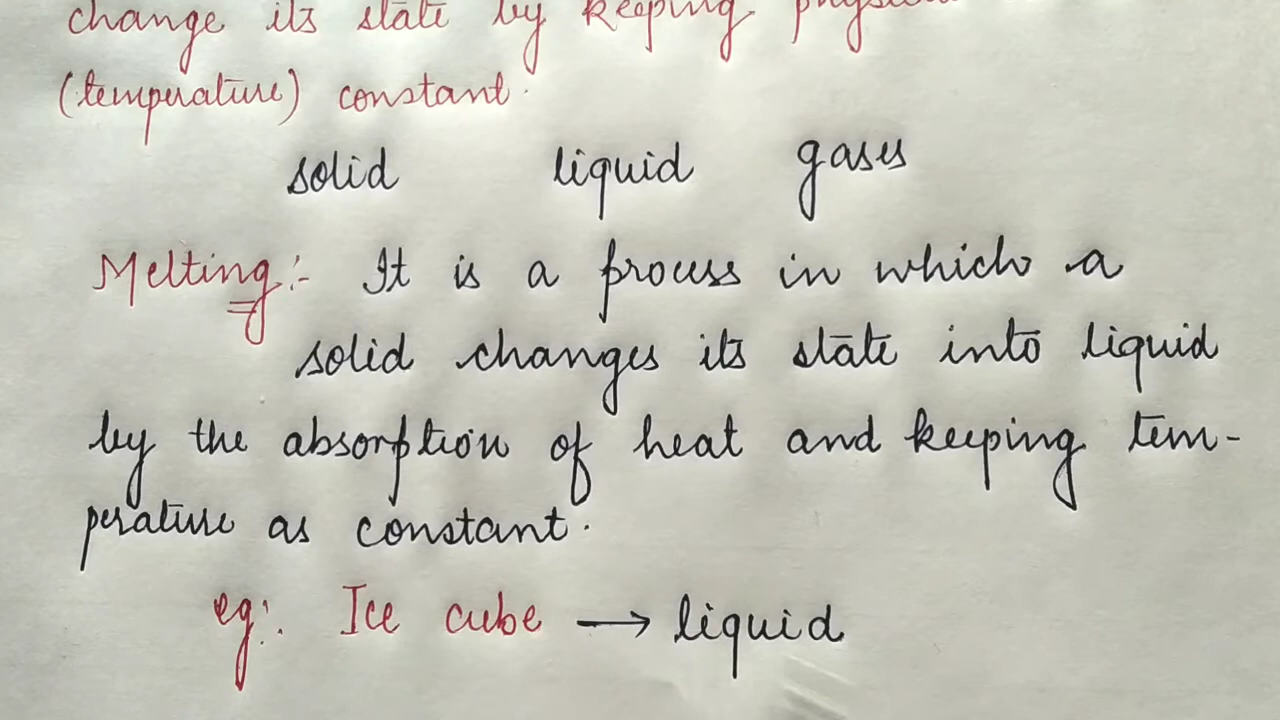 change its state by keeping
(temperature) constant.
solid liquid gases
Melting:- It is a process in which a
solid changes its state into liquid
by the absorption of heat and keeping tem-
perature as constant.
eg:. Ice cube → liquid